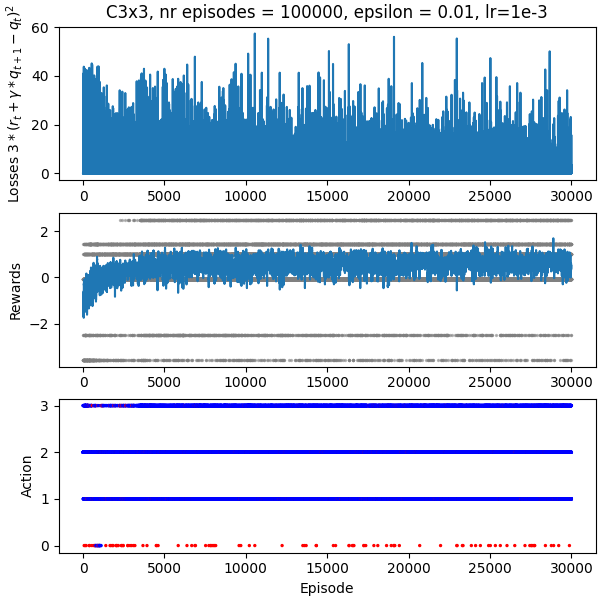 C3x3, nr episodes = 100000, epsilon = 0.01, lr=1e-3
Losses 3 * (r_t + γ * q_{t+1} − q_t)^2
60
40
20
0
0 5000 10000 15000 20000 25000 30000
Rewards
2
0
−2
0 5000 10000 15000 20000 25000 30000
Action
3
2
1
0
0 5000 10000 15000 20000 25000 30000
Episode